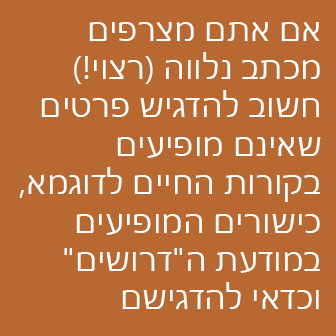 אם אתם מצרפים
מכתב נלווה (רצוי!)
חשוב להדגיש פרטים
שאינם מופיעים
בקורות החיים לדוגמא,
כישורים המופיעים
במודעת ה"דרושים"
וכדאי להדגישם